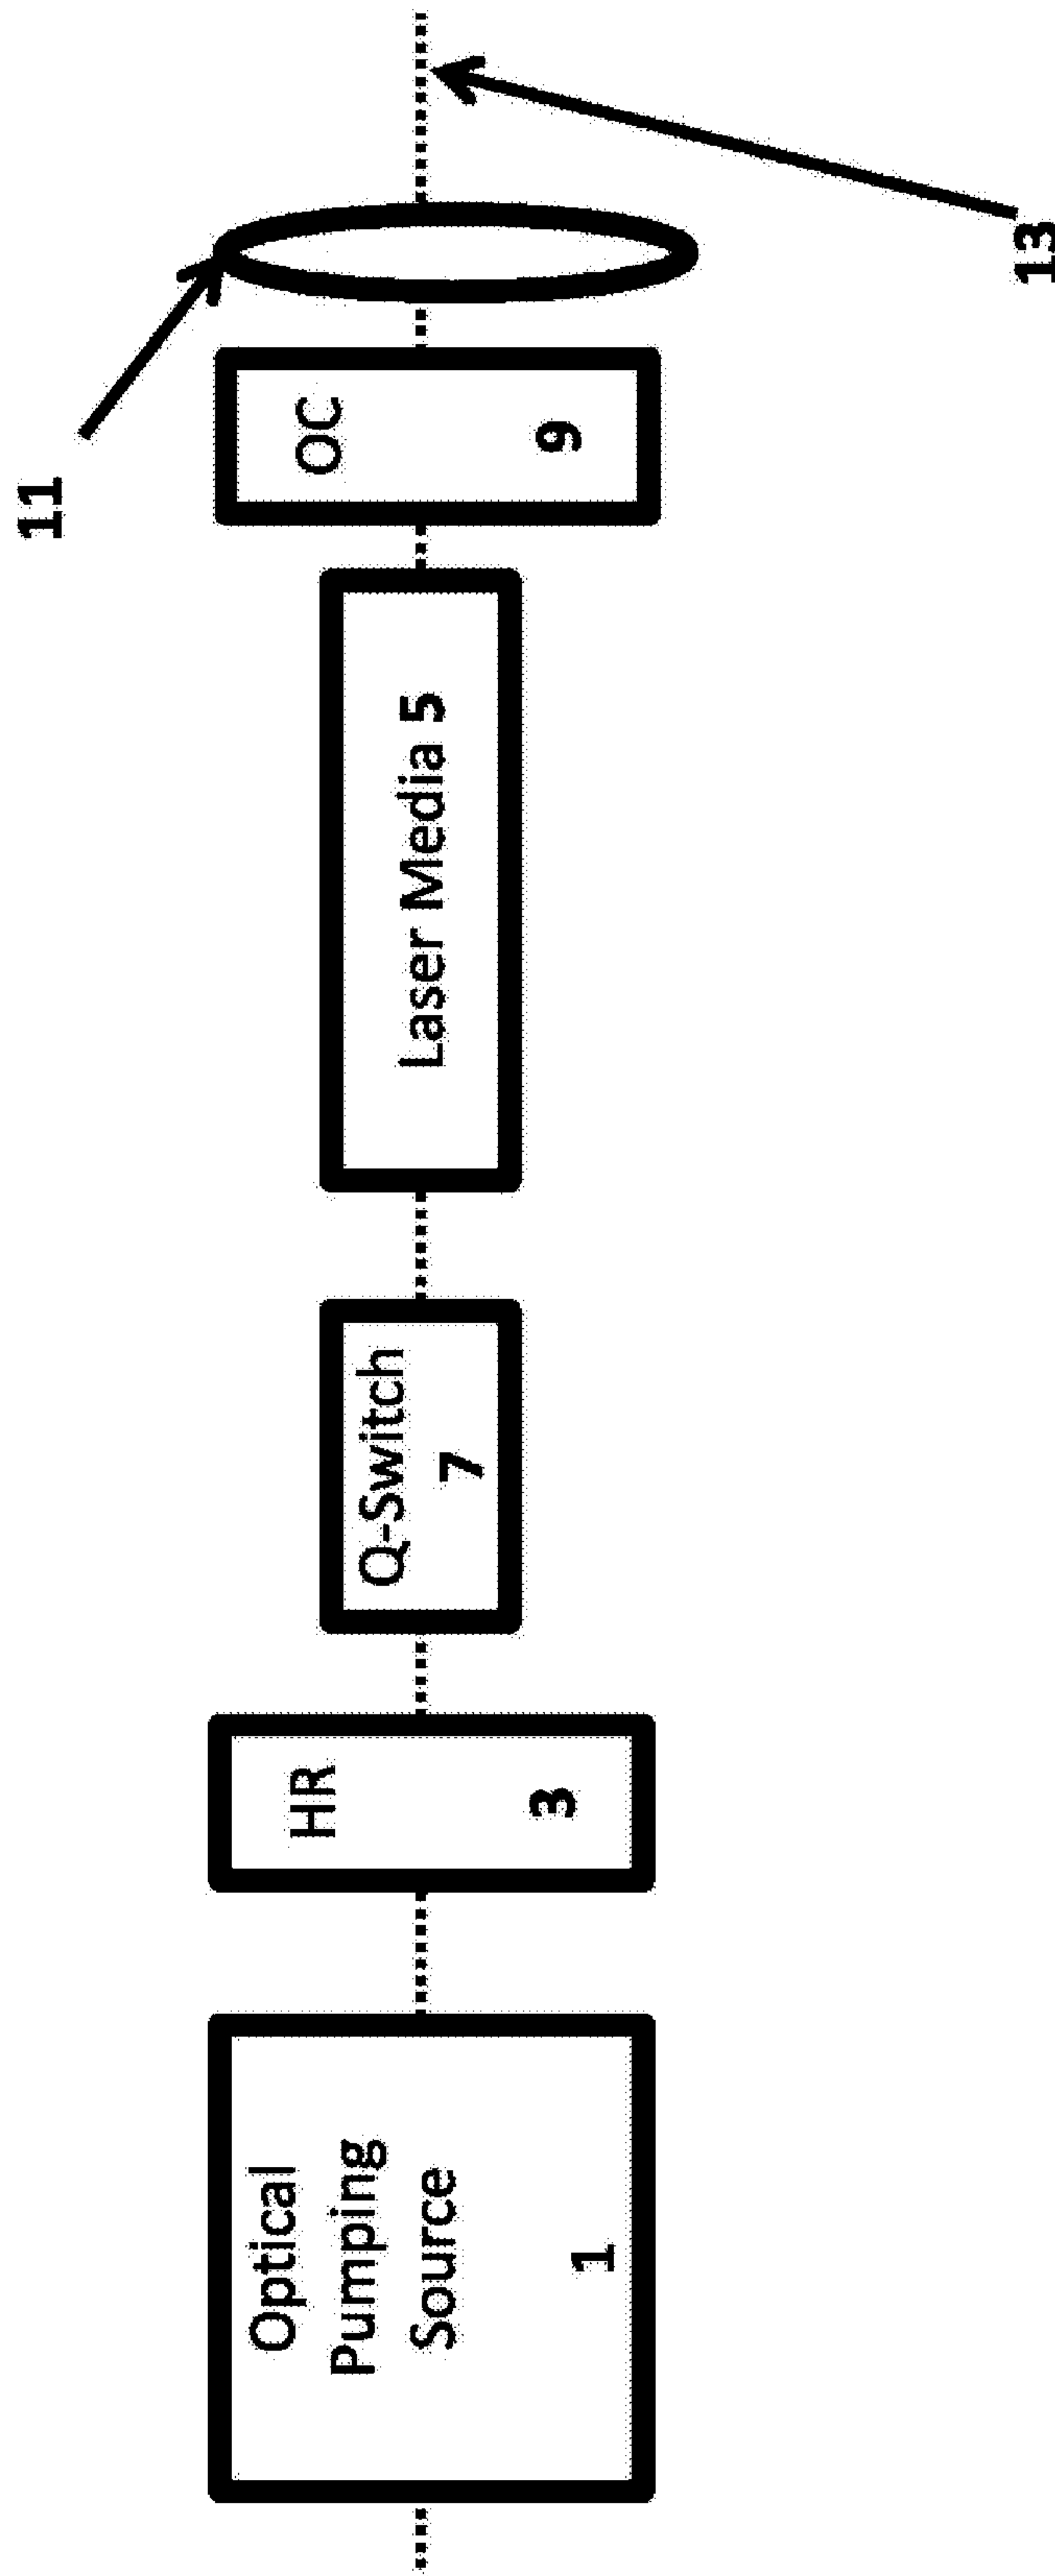 Optical
Pumping
Source
1
HR
3
Q-Switch
7
Laser Media 5
OC
9
11
13